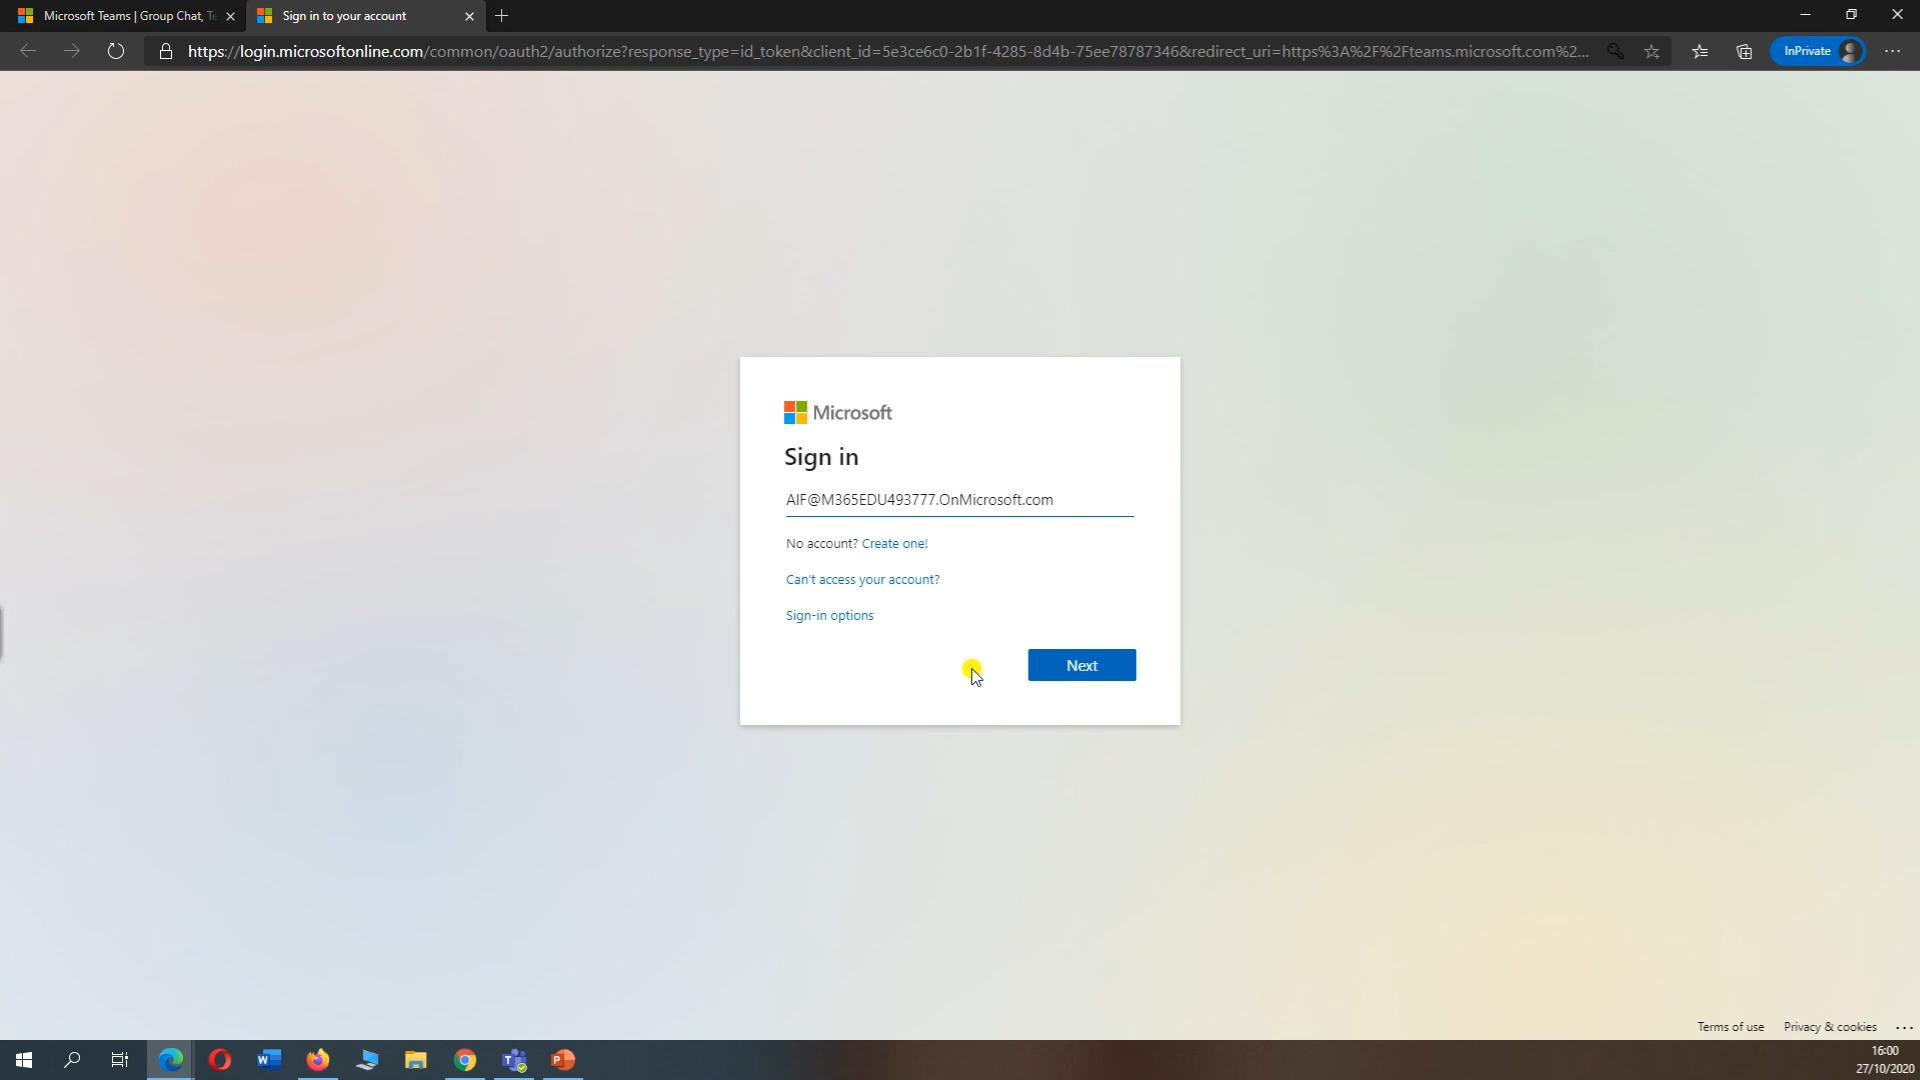 Microsoft Teams | Group Chat, Te
Sign in to your account
https://login.microsoftonline.com/common/oauth2/authorize?response_type=id_token&client_id=5e3ce6c0-2b1f-4285-8d4b-75ee78787346&redirect_uri=https%3A%2F%2Fteams.microsoft.com%2...
InPrivate
Microsoft
Sign in
AIF@M365EDU493777.OnMicrosoft.com
No account? Create one!
Can't access your account?
Sign-in options
Next
Terms of use
Privacy & cookies
16:00
27/10/2020